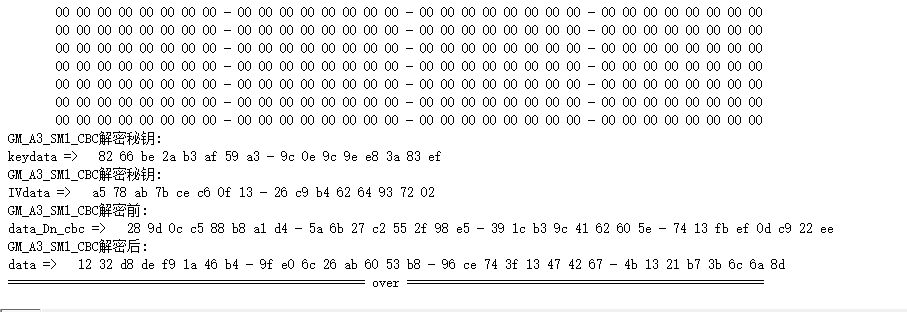 00 00 00 00 00 00 00 00 - 00 00 00 00 00 00 00 00 - 00 00 00 00 00 00 00 00 - 00 00 00 00 00 00 00 00
00 00 00 00 00 00 00 00 - 00 00 00 00 00 00 00 00 - 00 00 00 00 00 00 00 00 - 00 00 00 00 00 00 00 00
00 00 00 00 00 00 00 00 - 00 00 00 00 00 00 00 00 - 00 00 00 00 00 00 00 00 - 00 00 00 00 00 00 00 00
00 00 00 00 00 00 00 00 - 00 00 00 00 00 00 00 00 - 00 00 00 00 00 00 00 00 - 00 00 00 00 00 00 00 00
00 00 00 00 00 00 00 00 - 00 00 00 00 00 00 00 00 - 00 00 00 00 00 00 00 00 - 00 00 00 00 00 00 00 00
00 00 00 00 00 00 00 00 - 00 00 00 00 00 00 00 00 - 00 00 00 00 00 00 00 00 - 00 00 00 00 00 00 00 00
00 00 00 00 00 00 00 00 - 00 00 00 00 00 00 00 00 - 00 00 00 00 00 00 00 00 - 00 00 00 00 00 00 00 00
GM_A3_SM1_CBC解密秘钥:
keydata => 82 66 be 2a b3 af 59 a3 - 9c 0e 9c 9e e8 3a 83 ef
GM_A3_SM1_CBC解密秘钥:
IVdata => a5 78 ab 7b ce c6 0f 13 - 26 c9 b4 62 64 93 72 02
GM_A3_SM1_CBC解密前:
data_Dn_cbc => 28 9d 0c c5 88 b8 a1 d4 - 5a 6b 27 c2 55 2f 98 e5 - 39 1c b3 9c 41 62 60 5e - 74 13 fb ef 0d c9 22 ee
GM_A3_SM1_CBC解密后:
data => 12 32 d8 de f9 1a 46 b4 - 9f e0 6c 26 ab 60 53 b8 - 96 ce 74 3f 13 47 42 67 - 4b 13 21 b7 3b 6c 6a 8d
=================================================== over ===================================================